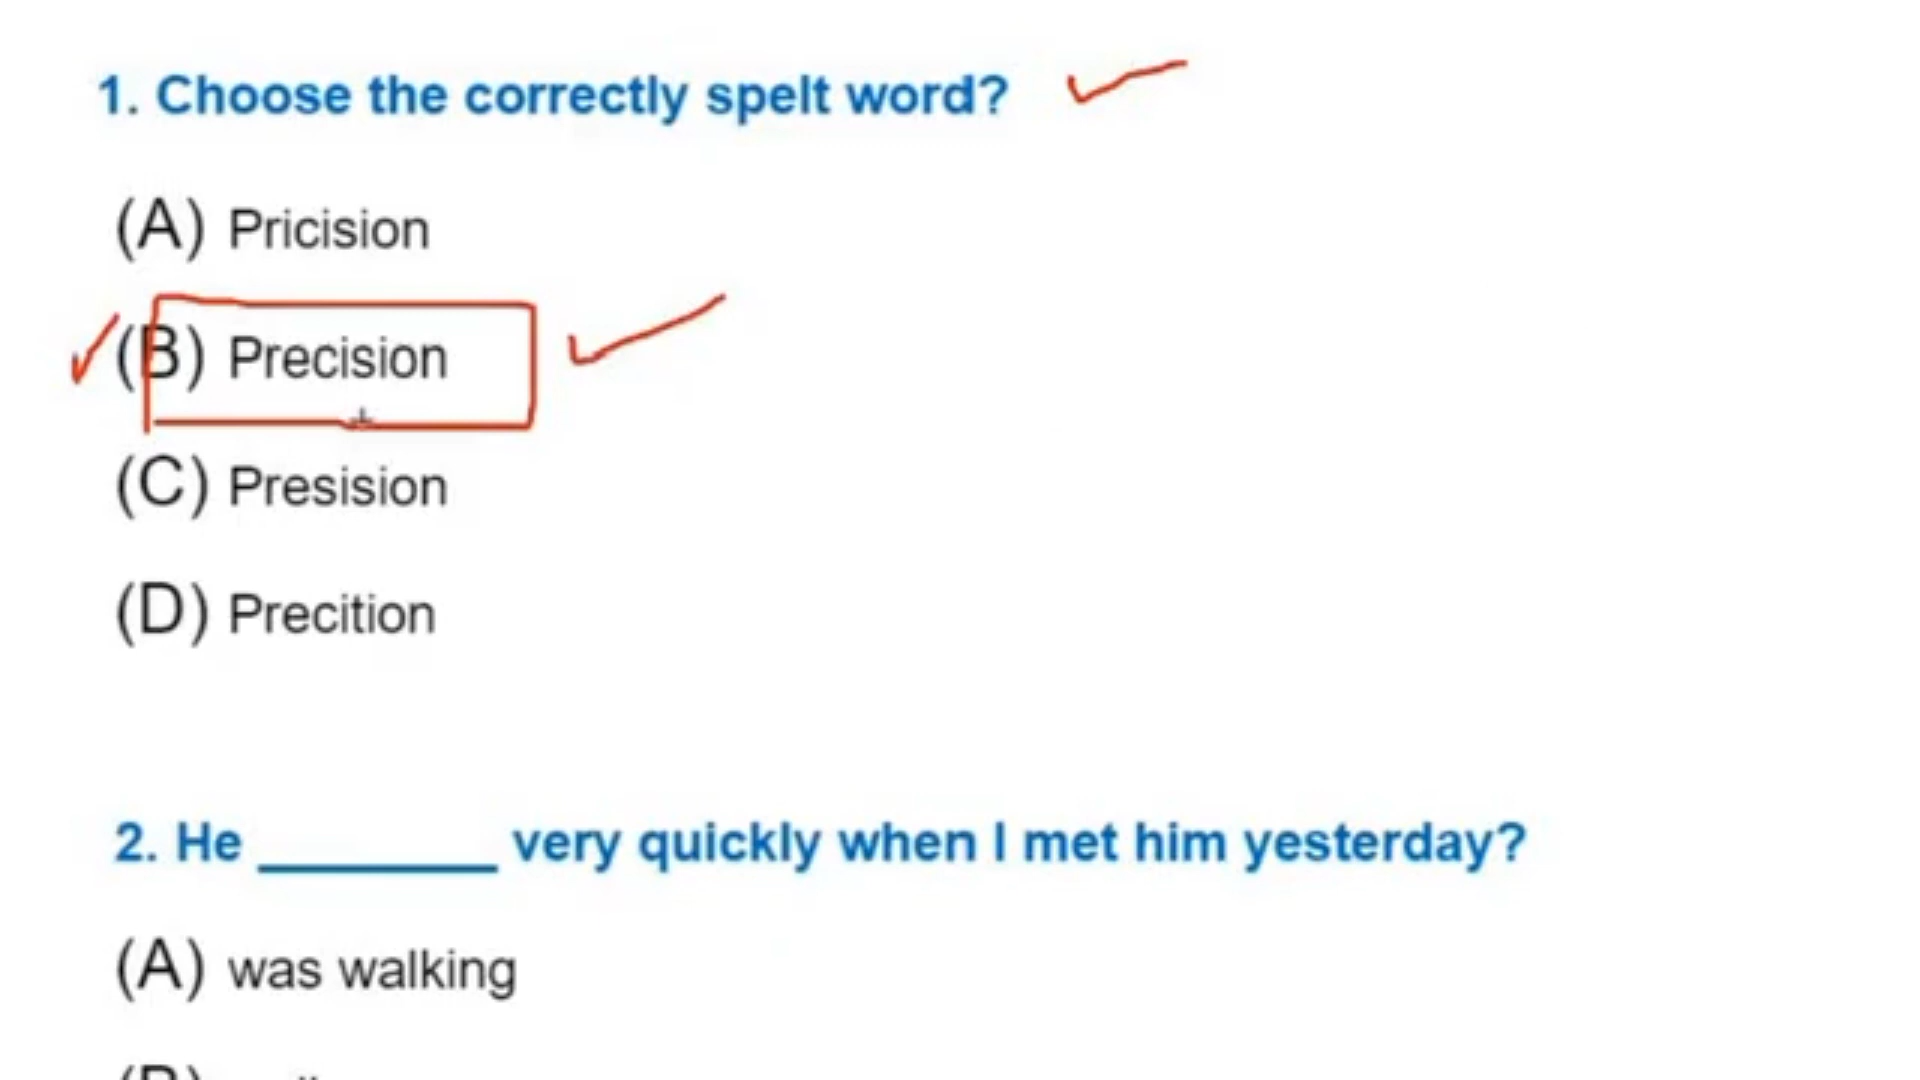 1. Choose the correctly spelt word?
(A) Pricision
(B) Precision
(C) Presision
(D) Precition
2. He ________ very quickly when I met him yesterday?
(A) was walking